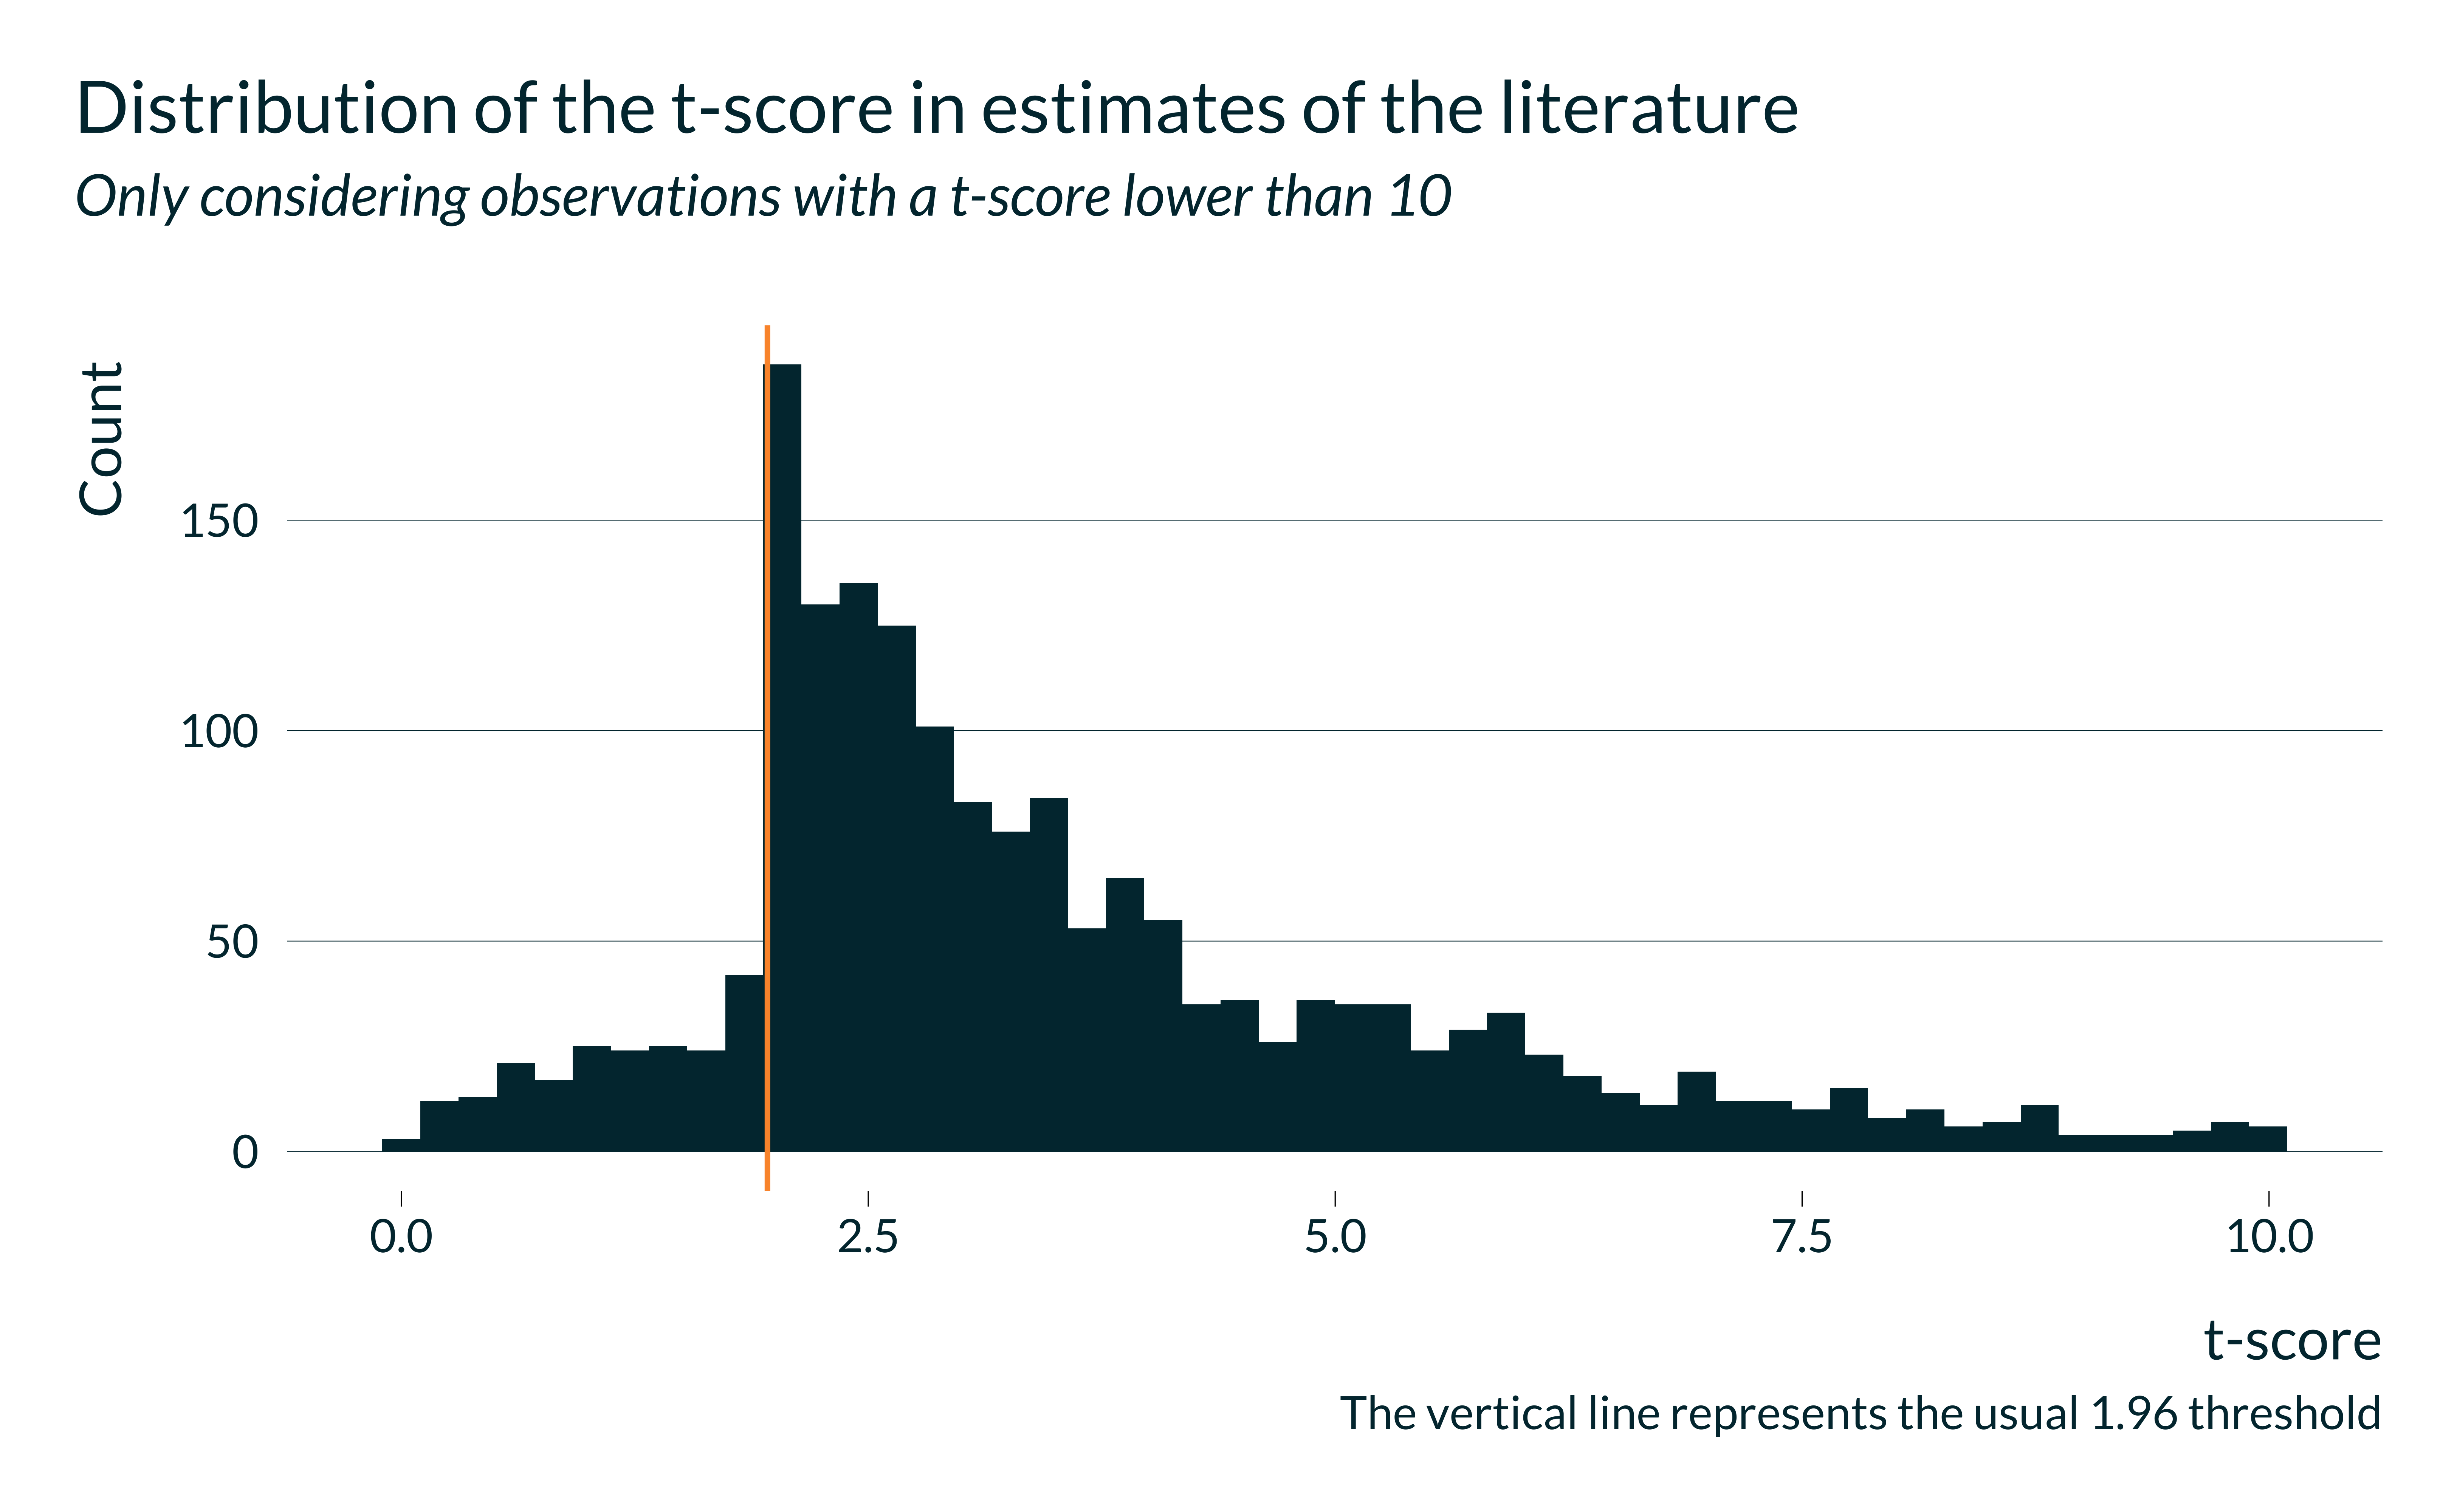 Distribution of the t-score in estimates of the literature
Only considering observations with a t-score lower than 10
Count
150
100
50
0
0.0 2.5 5.0 7.5 10.0
t-score
The vertical line represents the usual 1.96 threshold